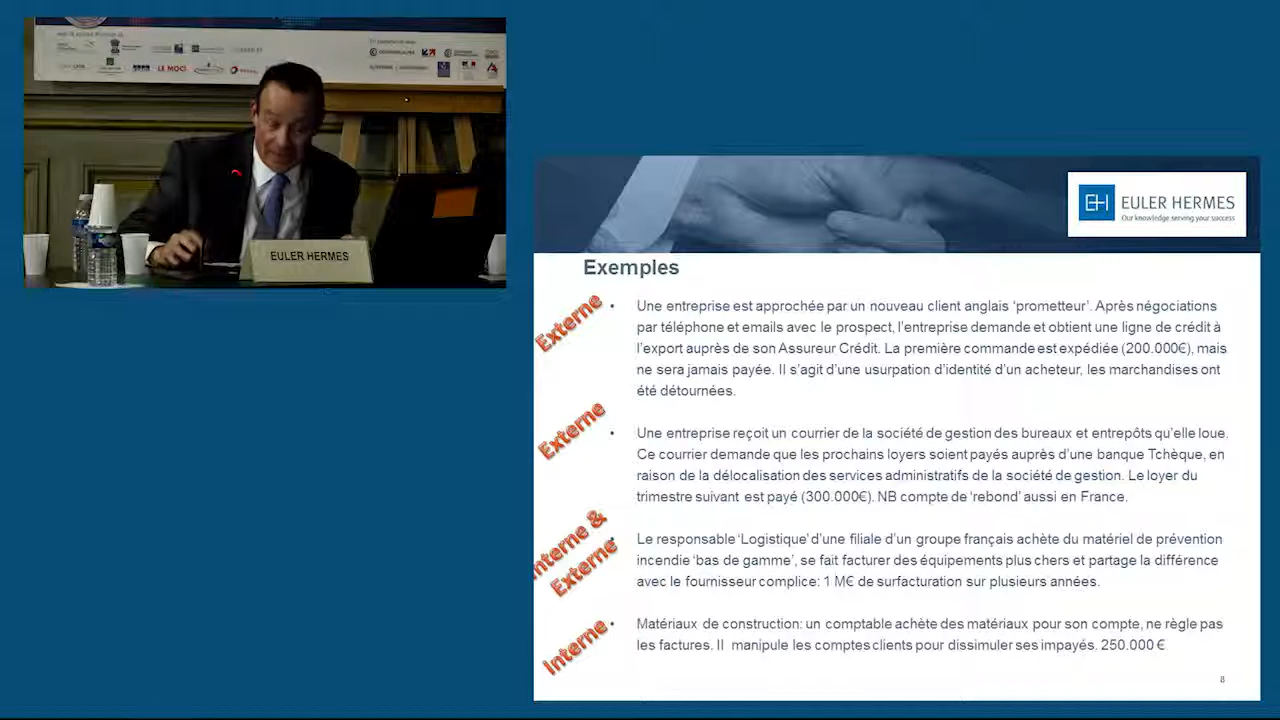 LE MOCI
TOTAL
EULER HERMES
EULER HERMES
Our knowledge serving your success
Exemples
Externe
• Une entreprise est approchée par un nouveau client anglais ‘prometteur’. Après négociations
par téléphone et emails avec le prospect, l’entreprise demande et obtient une ligne de crédit à
l’export auprès de son Assureur Crédit. La première commande est expédiée (200.000€), mais
ne sera jamais payée. Il s’agit d’une usurpation d’identité d’un acheteur, les marchandises ont
été détournées.
Externe
• Une entreprise reçoit un courrier de la société de gestion des bureaux et entrepôts qu’elle loue.
Ce courrier demande que les prochains loyers soient payés auprès d’une banque Tchèque, en
raison de la délocalisation des services administratifs de la société de gestion. Le loyer du
trimestre suivant est payé (300.000€). NB compte de ‘rebond’ aussi en France.
Interne &
Externe
• Le responsable ‘Logistique’ d’une filiale d’un groupe français achète du matériel de prévention
incendie ‘bas de gamme’, se fait facturer des équipements plus chers et partage la différence
avec le fournisseur complice: 1 M€ de surfacturation sur plusieurs années.
Interne
• Matériaux de construction: un comptable achète des matériaux pour son compte, ne règle pas
les factures. Il manipule les comptes clients pour dissimuler ses impayés. 250.000 €
8